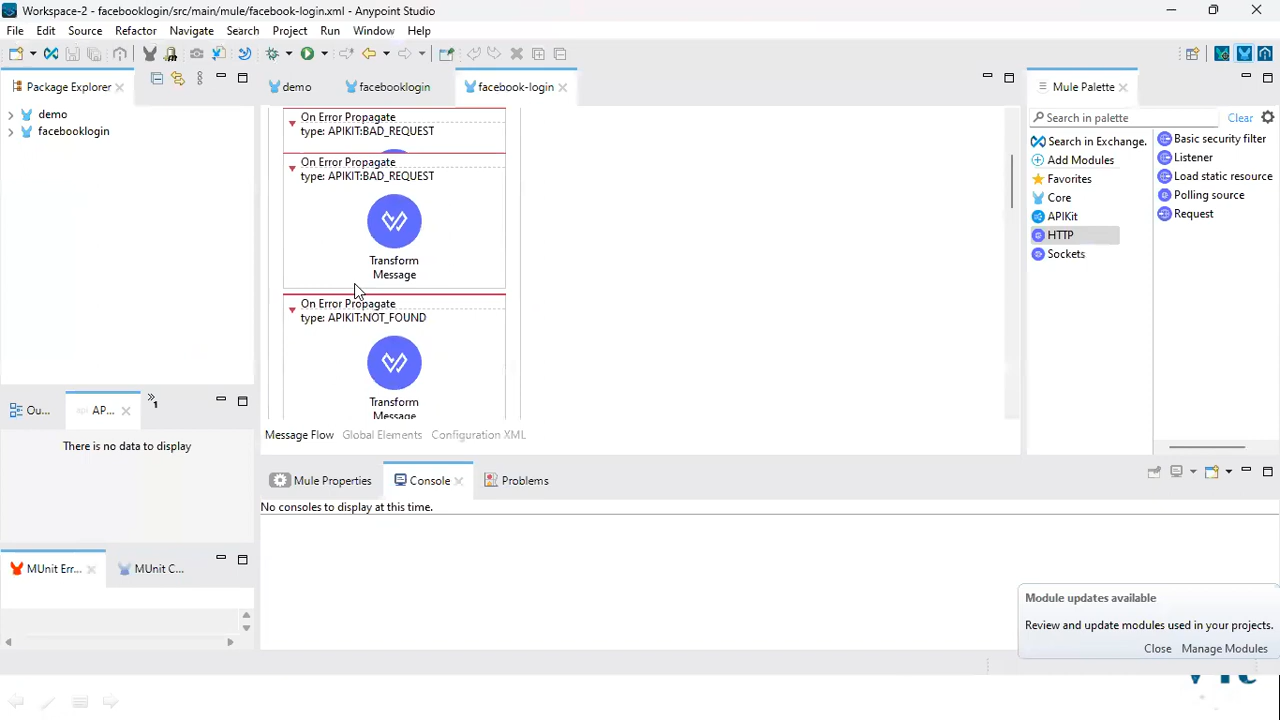 Workspace-2 - facebooklogin/src/main/mule/facebook-login.xml - Anypoint Studio
File Edit Source Refactor Navigate Search Project Run Window Help
Package Explorer
demo
facebooklogin
demo facebooklogin facebook-login
On Error Propagate
type: APIKIT:BAD_REQUEST
On Error Propagate
type: APIKIT:BAD_REQUEST
Transform
Message
On Error Propagate
type: APIKIT:NOT_FOUND
Transform
Message
Message Flow Global Elements Configuration XML
Mule Palette
Search in palette Clear
Search in Exchange.
Add Modules
Favorites
Core
APIKit
HTTP
Sockets
Basic security filter
Listener
Load static resource
Polling source
Request
Ou... AP... »1
There is no data to display
MUnit Err... MUnit C...
Mule Properties Console Problems
No consoles to display at this time.
Module updates available
Review and update modules used in your projects.
Close Manage Modules